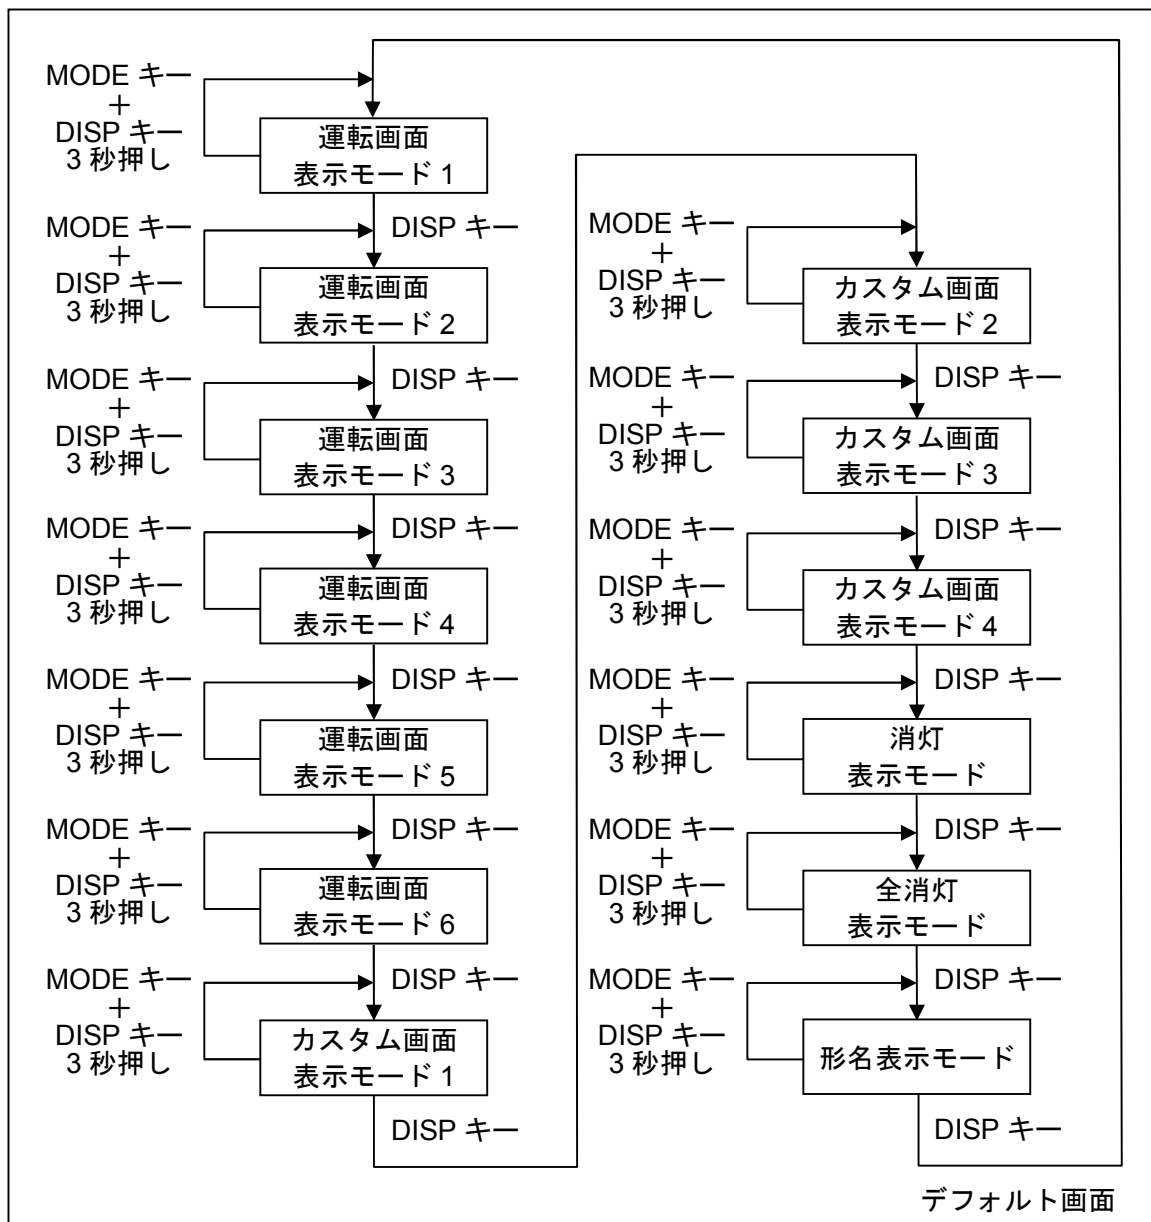 MODE キー
＋
DISP キー
3 秒押し
運転画面
表示モード 1
MODE キー
＋
DISP キー
3 秒押し
DISP キー
運転画面
表示モード 2
MODE キー
＋
DISP キー
3 秒押し
DISP キー
運転画面
表示モード 3
MODE キー
＋
DISP キー
3 秒押し
DISP キー
運転画面
表示モード 4
MODE キー
＋
DISP キー
3 秒押し
DISP キー
運転画面
表示モード 5
MODE キー
＋
DISP キー
3 秒押し
DISP キー
運転画面
表示モード 6
MODE キー
＋
DISP キー
3 秒押し
DISP キー
カスタム画面
表示モード 1
DISP キー
MODE キー
＋
DISP キー
3 秒押し
カスタム画面
表示モード 2
MODE キー
＋
DISP キー
3 秒押し
DISP キー
カスタム画面
表示モード 3
MODE キー
＋
DISP キー
3 秒押し
DISP キー
カスタム画面
表示モード 4
MODE キー
＋
DISP キー
3 秒押し
DISP キー
消灯
表示モード
MODE キー
＋
DISP キー
3 秒押し
DISP キー
全消灯
表示モード
MODE キー
＋
DISP キー
3 秒押し
DISP キー
形名表示モード
DISP キー
デフォルト画面